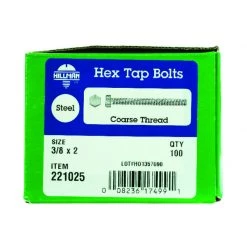 HILLMAN
Hex Tap Bolts
Steel
Coarse Thread
SIZE
3/8 x 2
QTY
100
ITEM
221025
0 08236 17499 1